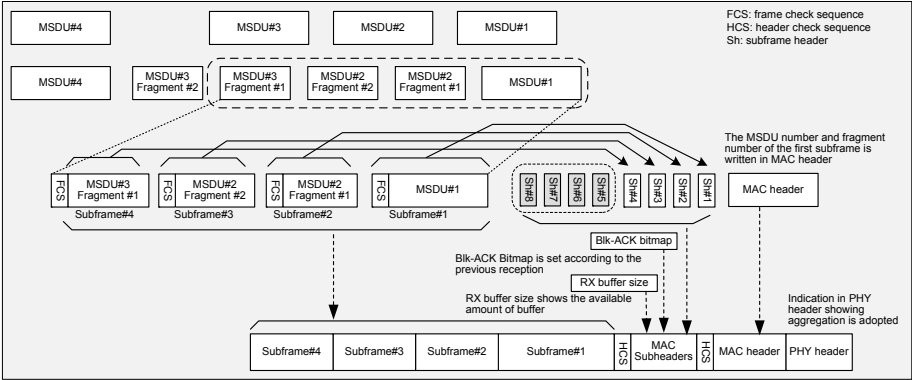 MSDU#4
MSDU#3
MSDU#2
MSDU#1
FCS: frame check sequence
HCS: header check sequence
Sh: subframe header
MSDU#4
MSDU#3
Fragment #2
MSDU#3
Fragment #1
MSDU#2
Fragment #2
MSDU#2
Fragment #1
MSDU#1
The MSDU number and fragment
number of the first subframe is
written in MAC header
FCS
MSDU#3
Fragment #1
FCS
MSDU#2
Fragment #2
FCS
MSDU#2
Fragment #1
FCS
MSDU#1
Sh#8
Sh#7
Sh#6
Sh#5
Sh#4
Sh#3
Sh#2
Sh#1
MAC header
Subframe#4
Subframe#3
Subframe#2
Subframe#1
Blk-ACK bitmap
Blk-ACK Bitmap is set according to the
previous reception
RX buffer size
RX buffer size shows the available
amount of buffer
Indication in PHY
header showing
aggregation is adopted
Subframe#4
Subframe#3
Subframe#2
Subframe#1
HCS
MAC
Subheaders
HCS
MAC header
PHY header